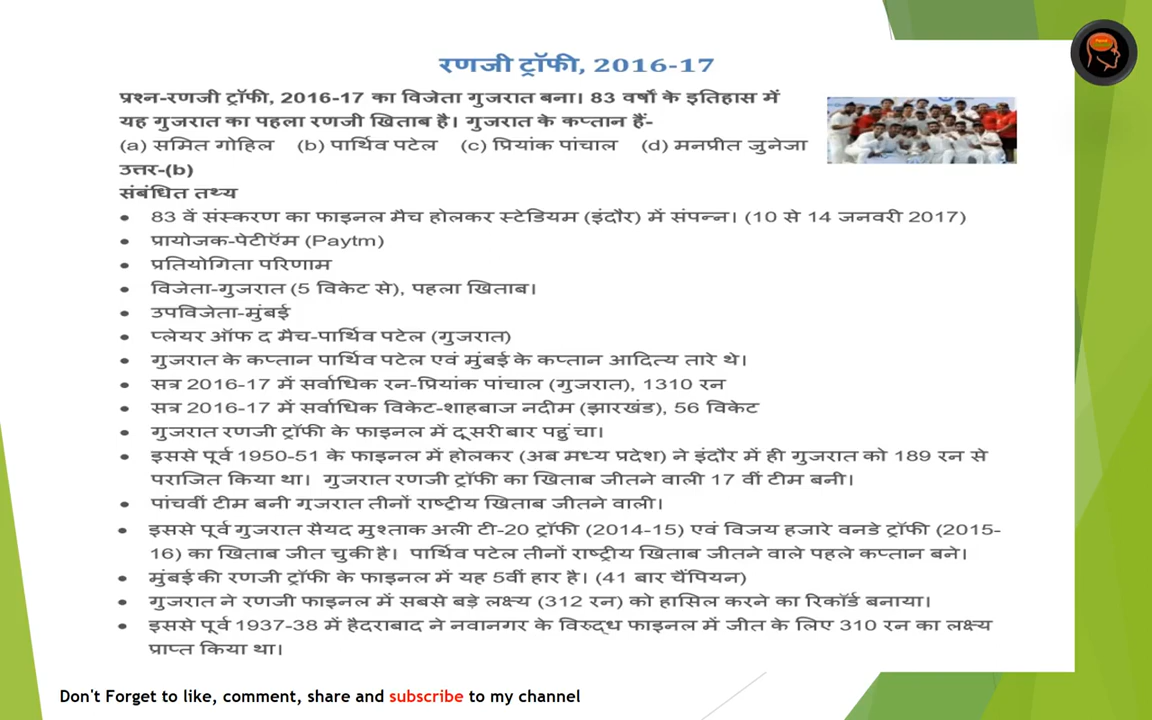 रणजी ट्रॉफी, 2016-17
प्रश्न-रणजी ट्रॉफी, 2016-17 का विजेता गुजरात बना। 83 वर्षों के इतिहास में
यह गुजरात का पहला रणजी खिताब है। गुजरात के कप्तान हैं-
(a) समित गोहिल (b) पार्थिव पटेल (c) प्रियांक पांचाल (d) मनप्रीत जुनेजा
उत्तर-(b)
संबंधित तथ्य
• 83 वें संस्करण का फाइनल मैच होलकर स्टेडियम (इंदौर) में संपन्न। (10 से 14 जनवरी 2017)
• प्रायोजक-पेटीऍम (Paytm)
• प्रतियोगिता परिणाम
• विजेता-गुजरात (5 विकेट से), पहला खिताब।
• उपविजेता-मुंबई
• प्लेयर ऑफ द मैच-पार्थिव पटेल (गुजरात)
• गुजरात के कप्तान पार्थिव पटेल एवं मुंबई के कप्तान आदित्य तारे थे।
• सत्र 2016-17 में सर्वाधिक रन-प्रियांक पांचाल (गुजरात), 1310 रन
• सत्र 2016-17 में सर्वाधिक विकेट-शाहबाज नदीम (झारखंड), 56 विकेट
• गुजरात रणजी ट्रॉफी के फाइनल में दूसरी बार पहुंचा।
• इससे पूर्व 1950-51 के फाइनल में होलकर (अब मध्य प्रदेश) ने इंदौर में ही गुजरात को 189 रन से
पराजित किया था। गुजरात रणजी ट्रॉफी का खिताब जीतने वाली 17 वीं टीम बनी।
• पांचवीं टीम बनी गुजरात तीनों राष्ट्रीय खिताब जीतने वाली।
• इससे पूर्व गुजरात सैयद मुश्ताक अली टी-20 ट्रॉफी (2014-15) एवं विजय हजारे वनडे ट्रॉफी (2015-
16) का खिताब जीत चुकी है। पार्थिव पटेल तीनों राष्ट्रीय खिताब जीतने वाले पहले कप्तान बने।
• मुंबई की रणजी ट्रॉफी के फाइनल में यह 5वीं हार है। (41 बार चैंपियन)
• गुजरात ने रणजी फाइनल में सबसे बड़े लक्ष्य (312 रन) को हासिल करने का रिकॉर्ड बनाया।
• इससे पूर्व 1937-38 में हैदराबाद ने नवानगर के विरुद्ध फाइनल में जीत के लिए 310 रन का लक्ष्य
प्राप्त किया था।
Don't Forget to like, comment, share and subscribe to my channel